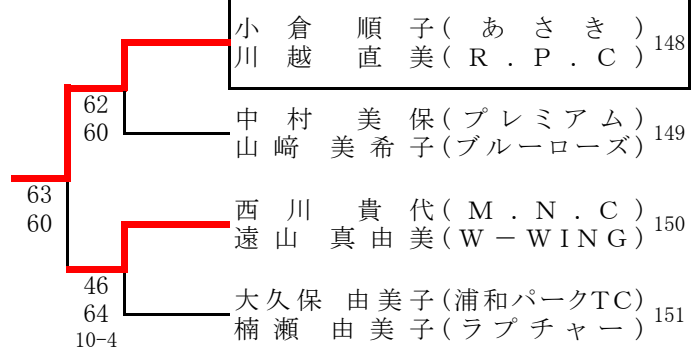 小倉 順子(あさき) 148
川越 直美(R.P.C)
62
60
中村 美保(プレミアム) 149
山﨑 美希子(ブルーローズ)
63
60
西川 貴代(M.N.C) 150
遠山 真由美(W－WING)
46
64
10-4
大久保 由美子(浦和パークTC) 151
楠瀬 由美子(ラプチャー)